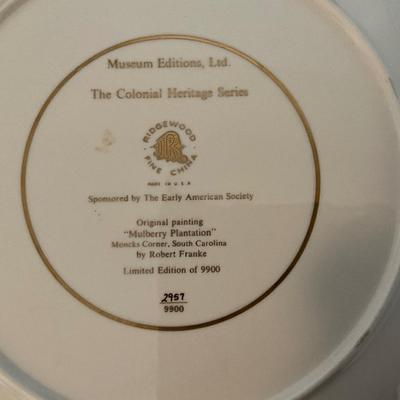 Museum Editions, Ltd.
The Colonial Heritage Series
RIDGEWOOD
R
FINE CHINA
MADE IN U.S.A
Sponsored by The Early American Society
Original painting
"Mulberry Plantation"
Moncks Corner, South Carolina
by Robert Franke
Limited Edition of 9900
2957
9900